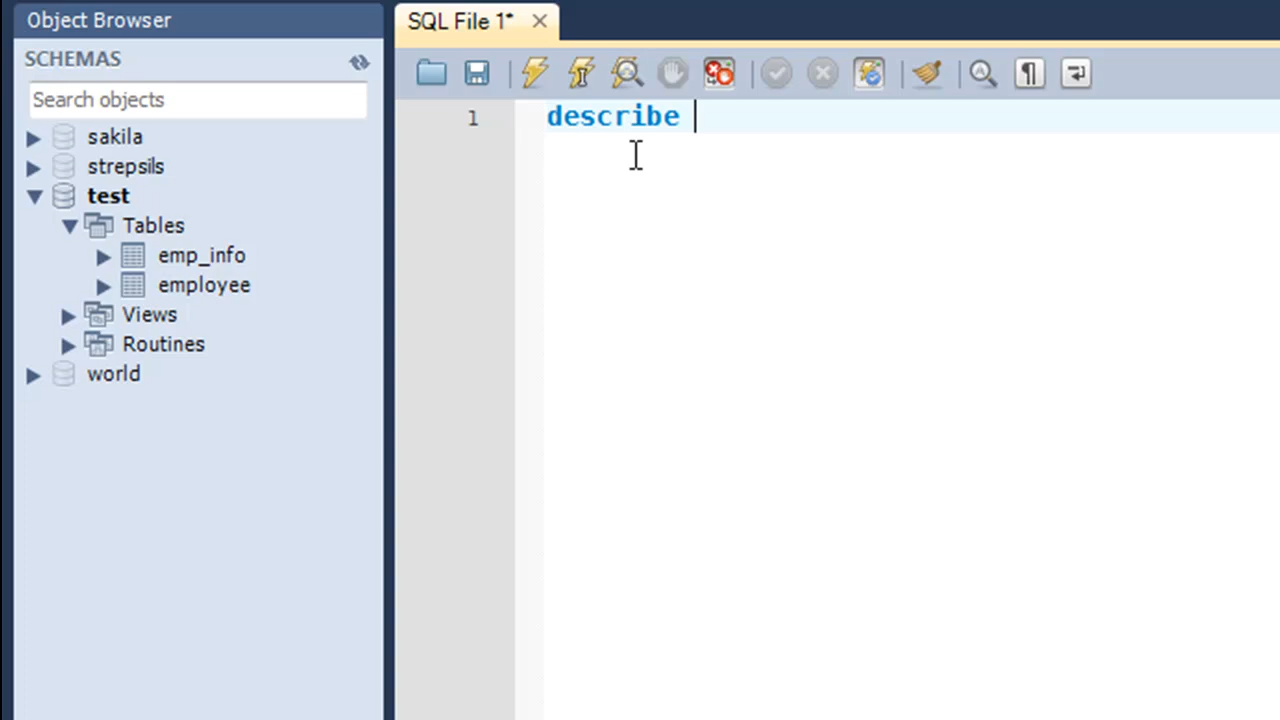 Object Browser
SCHEMAS
Search objects
sakila
strepsils
test
Tables
emp_info
employee
Views
Routines
world
SQL File 1*
1 describe